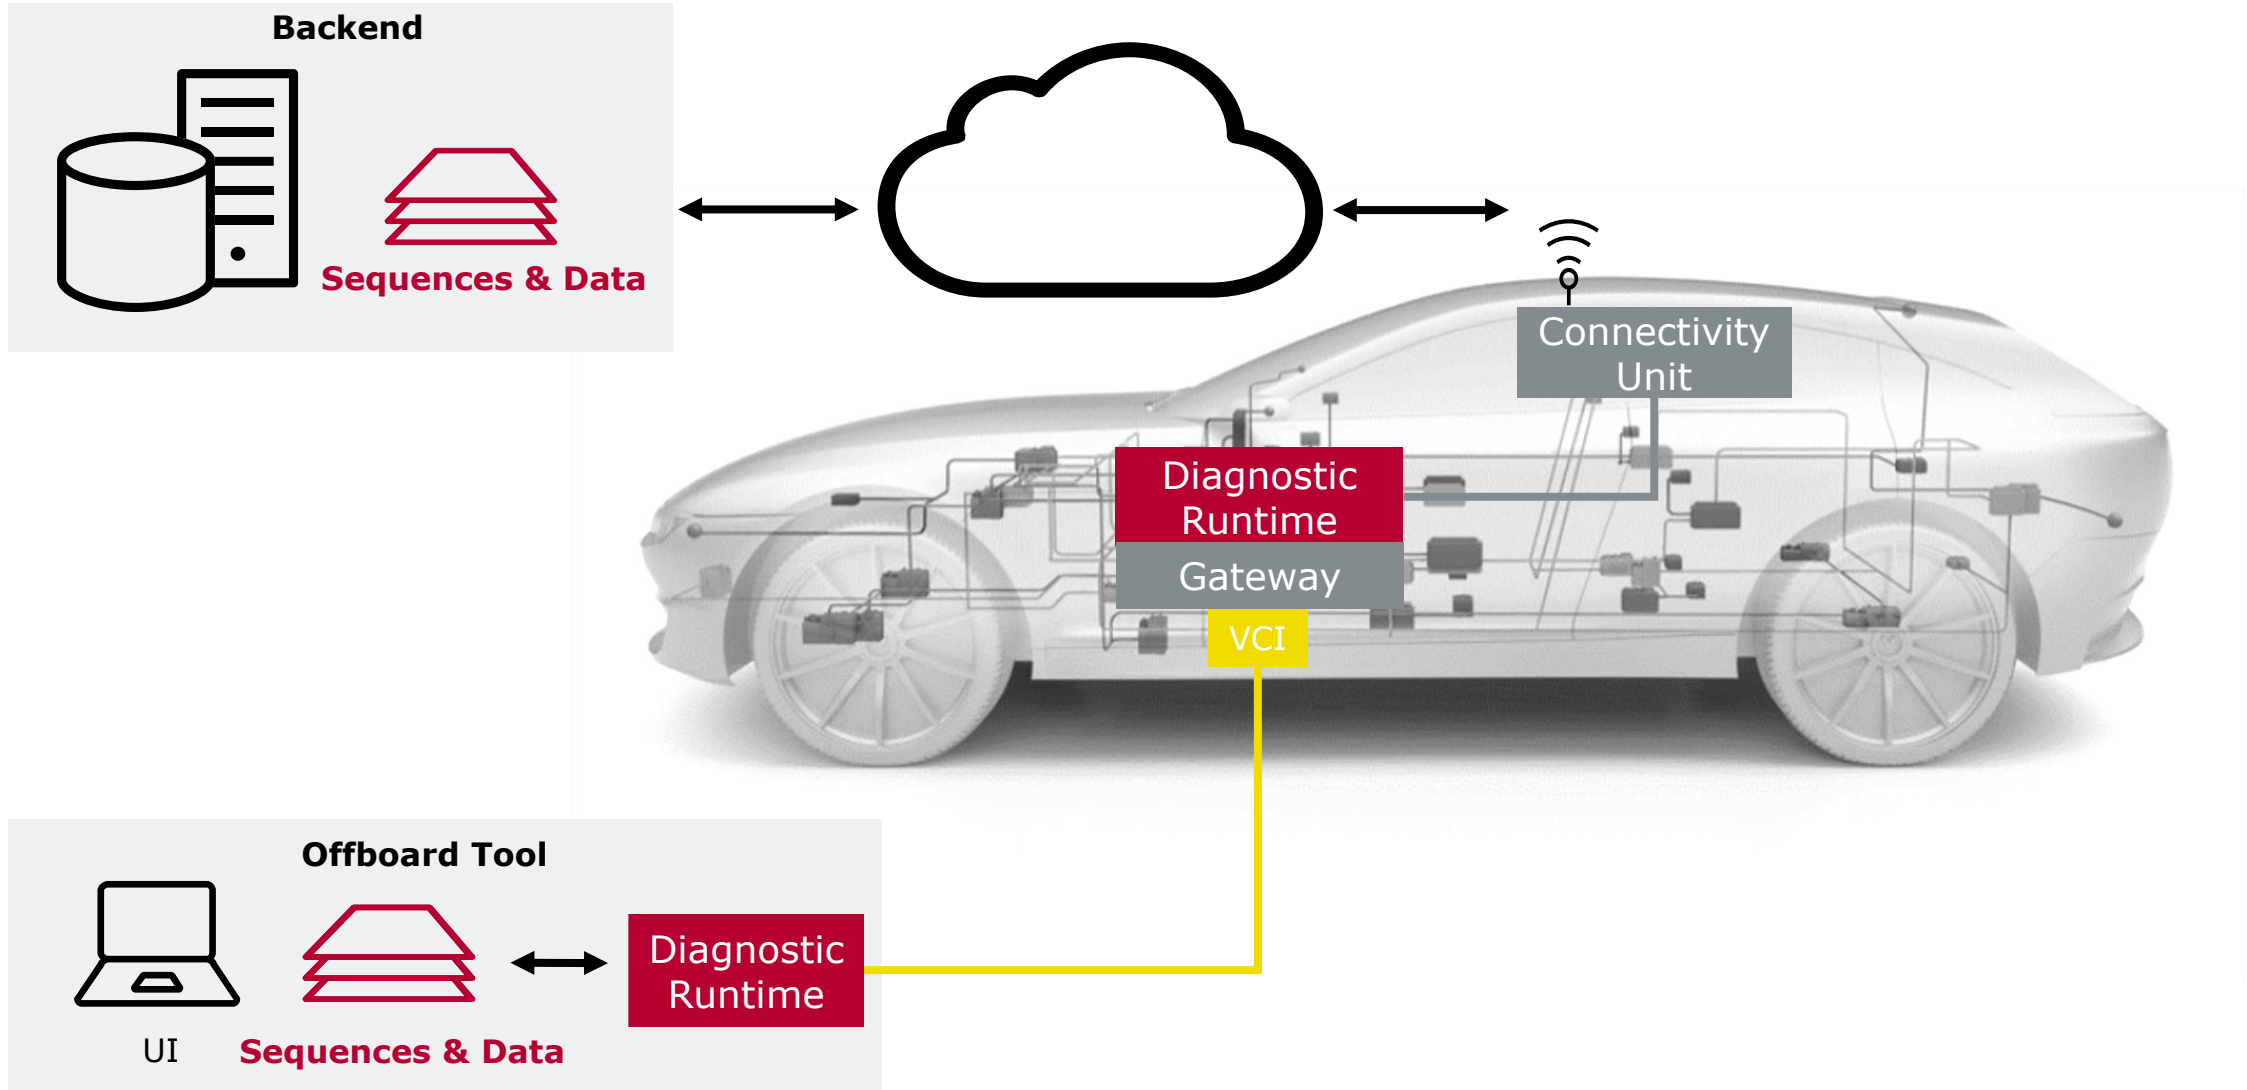 Backend
Sequences & Data
Connectivity
Unit
Diagnostic
Runtime
Gateway
VCI
Offboard Tool
Diagnostic
Runtime
UI
Sequences & Data